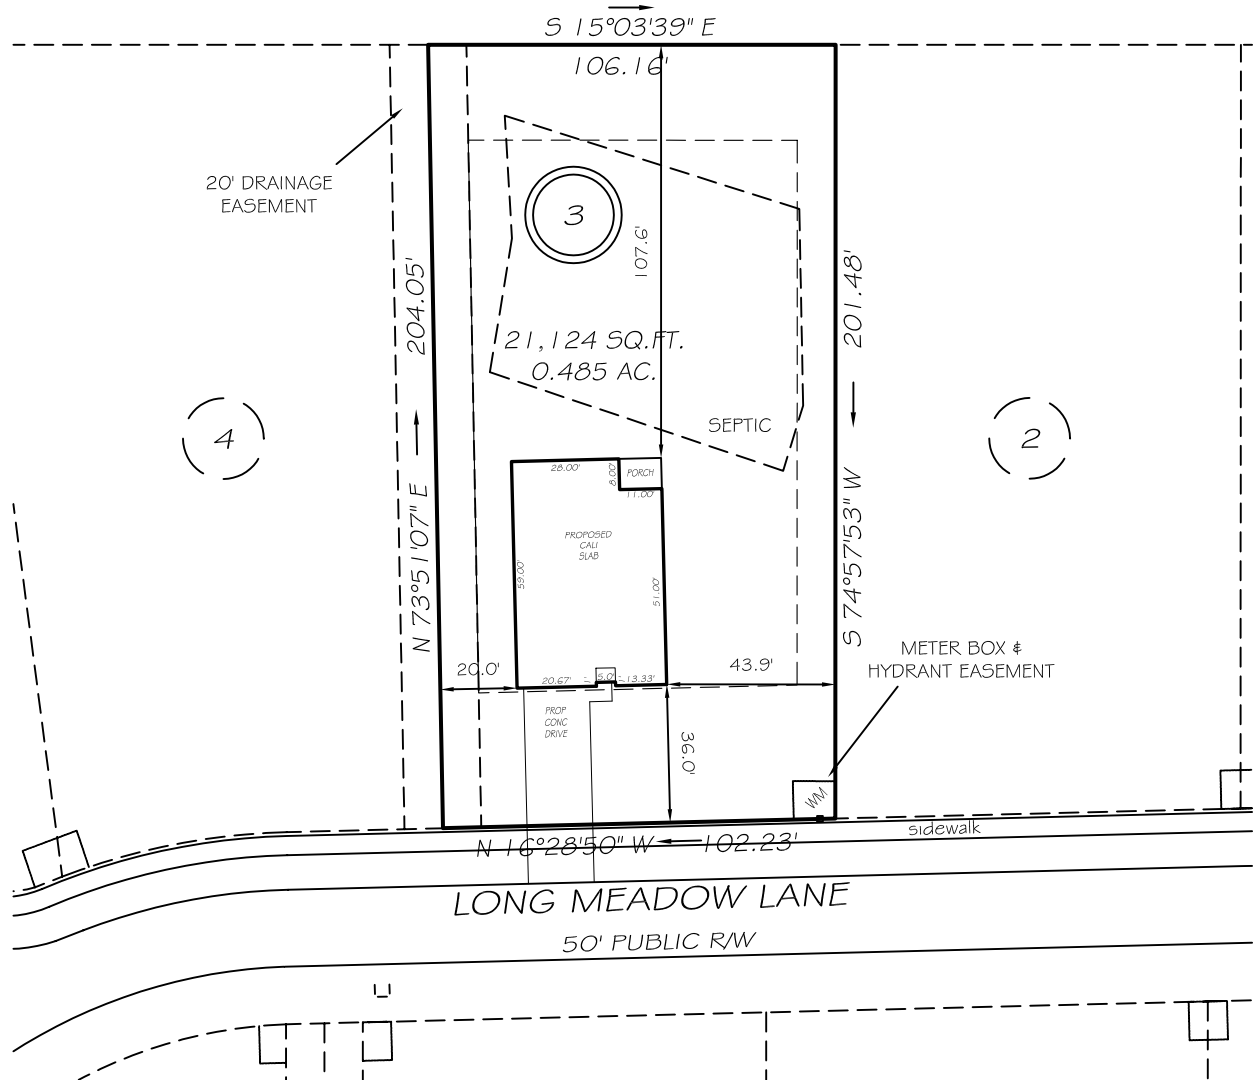 S 15°03'39" E
106.16'
20' DRAINAGE
EASEMENT
3
107.6'
204.05'
201.48'
21,124 SQ.FT.
0.485 AC.
SEPTIC
4
2
28.00'
8.00'
PORCH
11.00'
N 73°51'07" E
S 74°57'53" W
PROPOSED
CALI
SLAB
59.00'
51.00'
METER BOX &
HYDRANT EASEMENT
20.0'
43.9'
20.67'
5.0'
13.33'
PROP
CONC
DRIVE
36.0'
WM
sidewalk
N 16°28'50" W
102.23'
LONG MEADOW LANE
50' PUBLIC R/W